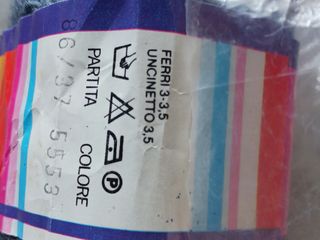 FERRI 3-3,5
UNCINETTO 3,5
P
PARTITA COLORE
86/37 5553